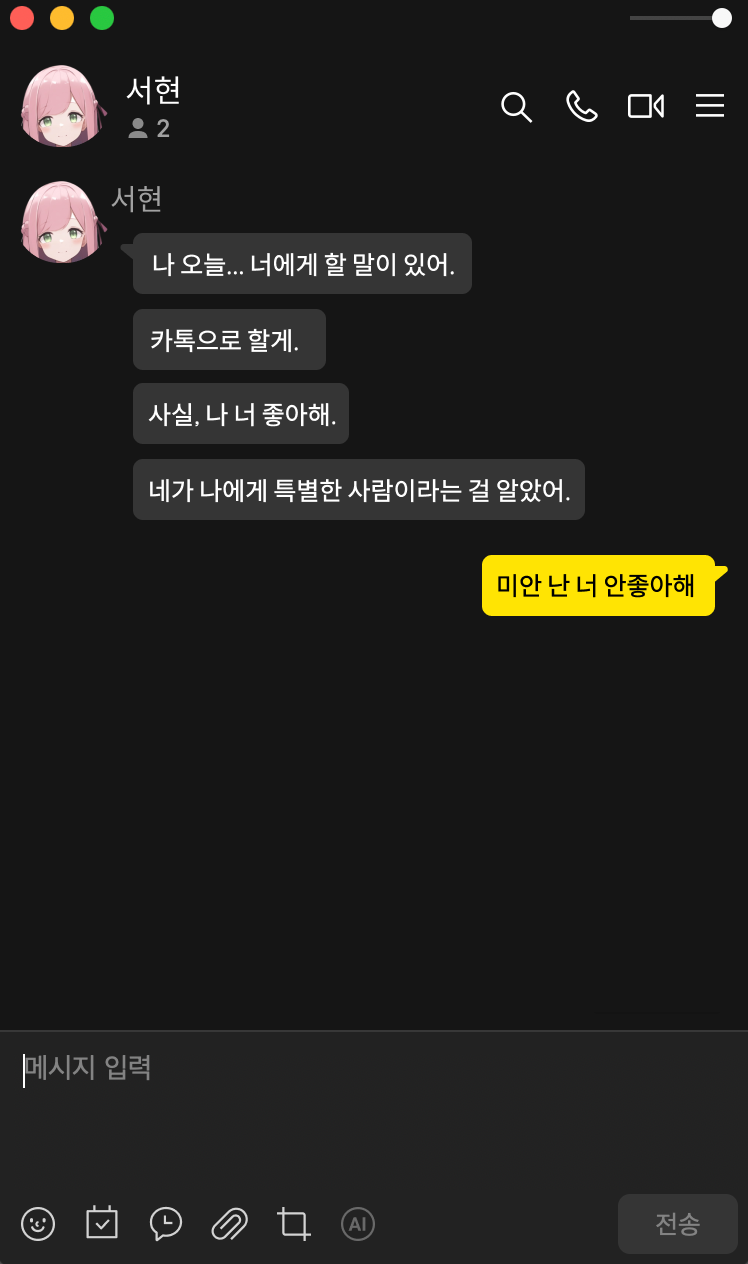 서현
2
서현
나 오늘... 너에게 할 말이 있어.
카톡으로 할게.
사실, 나 너 좋아해.
네가 나에게 특별한 사람이라는 걸 알았어.
미안 난 너 안좋아해
메시지 입력
AI
전송